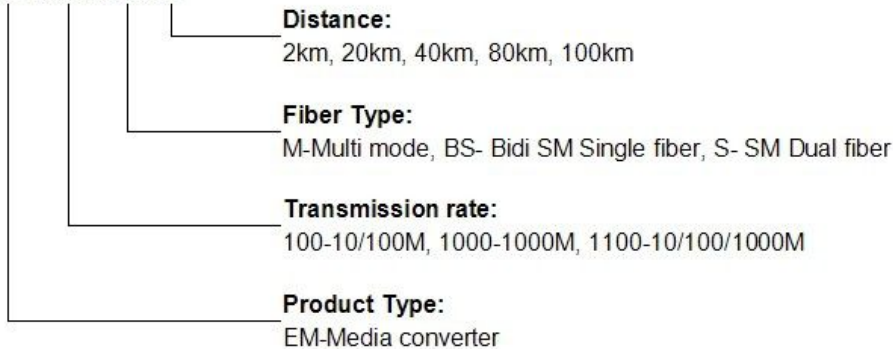 Distance:
2km, 20km, 40km, 80km, 100km
Fiber Type:
M-Multi mode, BS- Bidi SM Single fiber, S- SM Dual fiber
Transmission rate:
100-10/100M, 1000-1000M, 1100-10/100/1000M
Product Type:
EM-Media converter